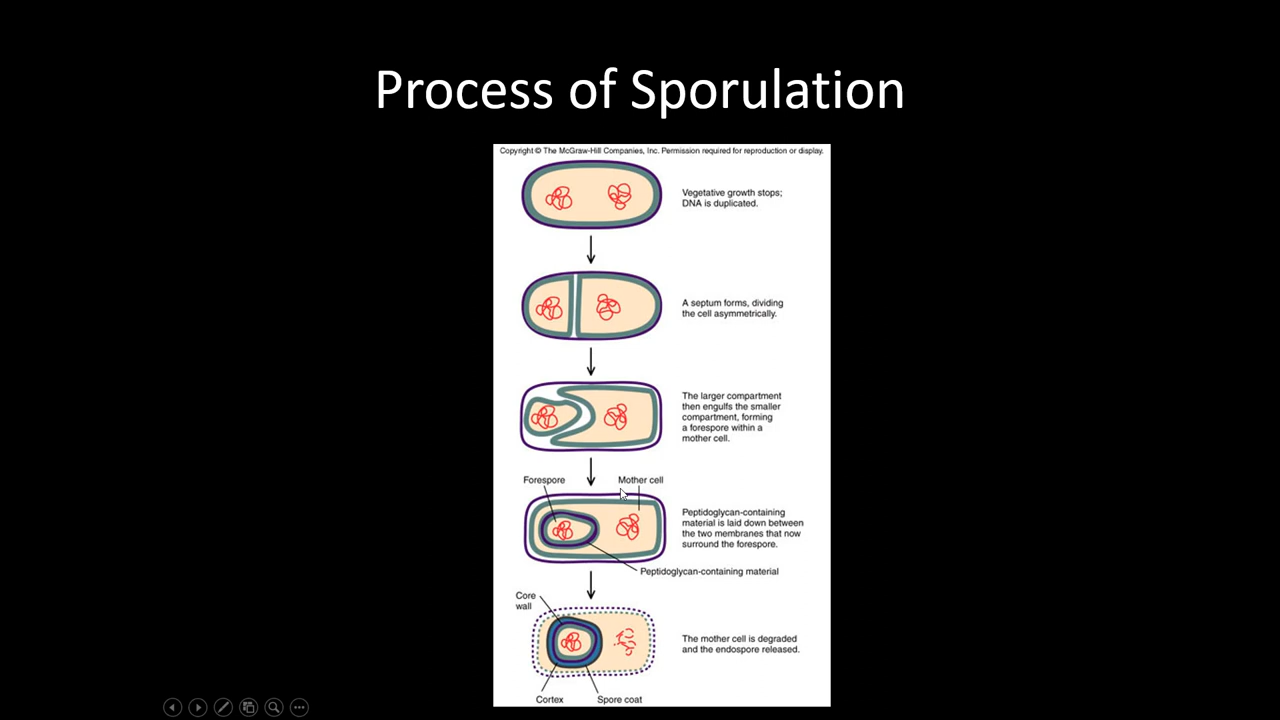 Process of Sporulation
Copyright © The McGraw-Hill Companies, Inc. Permission required for reproduction or display.
Vegetative growth stops;
DNA is duplicated.
A septum forms, dividing
the cell asymmetrically.
The larger compartment
then engulfs the smaller
compartment, forming
a forespore within a
mother cell.
Forespore
Mother cell
Peptidoglycan-containing
material is laid down between
the two membranes that now
surround the forespore.
Peptidoglycan-containing material
Core
wall
The mother cell is degraded
and the endospore released.
Cortex
Spore coat